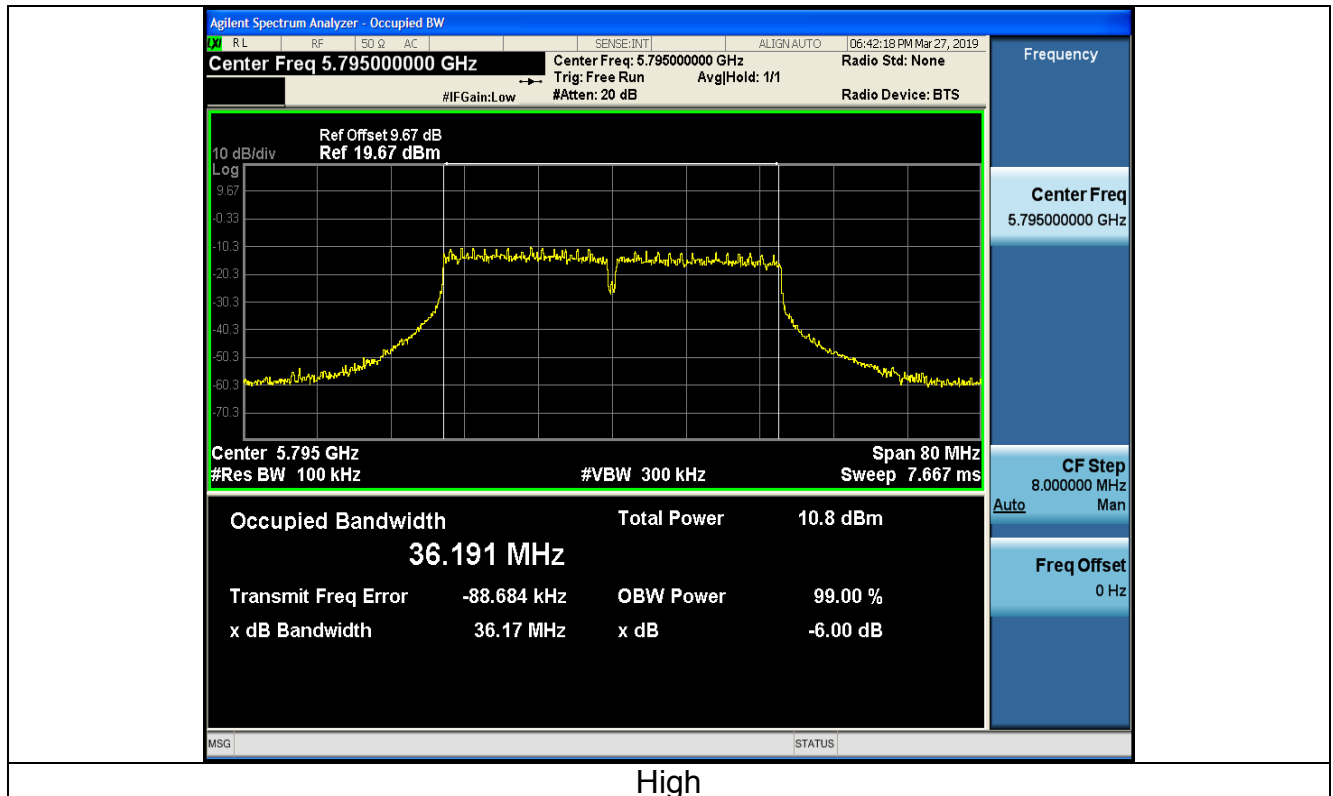 Agilent Spectrum Analyzer - Occupied BW
LXI RL RF 50 Ω AC SENSE:INT ALIGN AUTO 06:42:18 PM Mar 27, 2019
Center Freq 5.795000000 GHz
Center Freq: 5.795000000 GHz
Radio Std: None
Trig: Free Run Avg|Hold: 1/1
#IFGain:Low
#Atten: 20 dB
Radio Device: BTS
Frequency
Ref Offset 9.67 dB
10 dB/div Ref 19.67 dBm
Log
9.67
-0.33
-10.3
-20.3
-30.3
-40.3
-50.3
-60.3
-70.3
Center 5.795 GHz Span 80 MHz
#Res BW 100 kHz #VBW 300 kHz Sweep 7.667 ms
Center Freq
5.795000000 GHz
CF Step
8.000000 MHz
Auto Man
Freq Offset
0 Hz
Occupied Bandwidth Total Power 10.8 dBm
36.191 MHz
Transmit Freq Error -88.684 kHz OBW Power 99.00 %
x dB Bandwidth 36.17 MHz x dB -6.00 dB
MSG STATUS
High